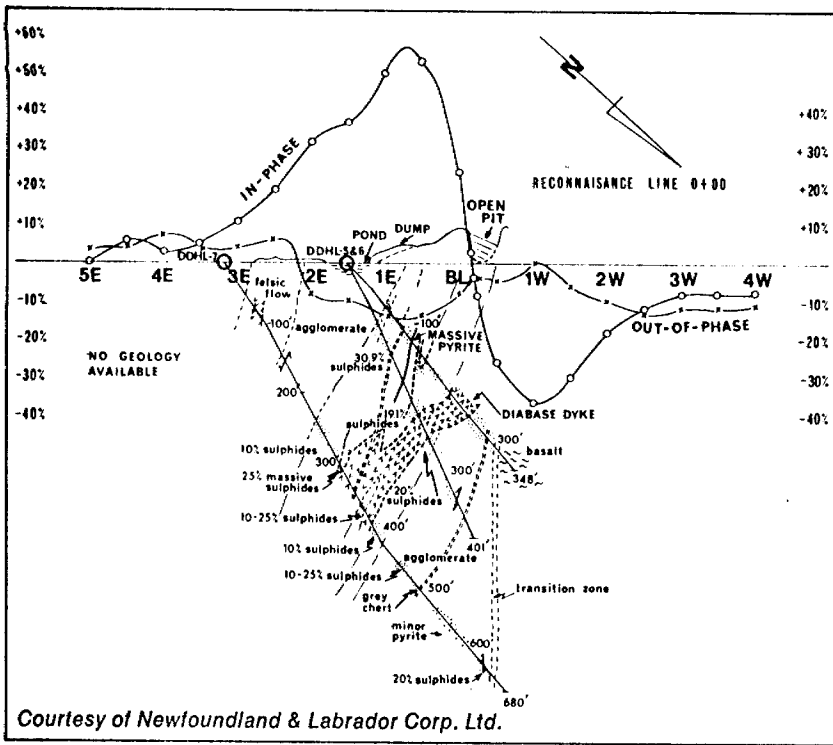 +60%
+50%
+40%
+30%
+20%
+10%
-10%
-20%
-30%
-40%
+40%
+30%
+20%
+10%
-10%
-20%
-30%
-40%
N
RECONNAISANCE LINE 0+00
IN-PHASE
OPEN
PIT
DUMP
POND
DDHL-7
DDHL-5&6
5E
4E
3E
2E
1E
BL
1W
2W
3W
4W
OUT-OF-PHASE
felsic
flow
100'
agglomerate
100'
MASSIVE
PYRITE
NO GEOLOGY
AVAILABLE
30.9%
sulphides
200'
191%
sulphides
DIABASE DYKE
10% sulphides
300'
300'
basalt
348'
25% massive
sulphides
300'
20%
sulphides
10-25% sulphides
400'
10% sulphides
401'
agglomerate
10-25% sulphides
500'
grey
chert
transition zone
minor
pyrite
600'
20% sulphides
680'
Courtesy of Newfoundland & Labrador Corp. Ltd.